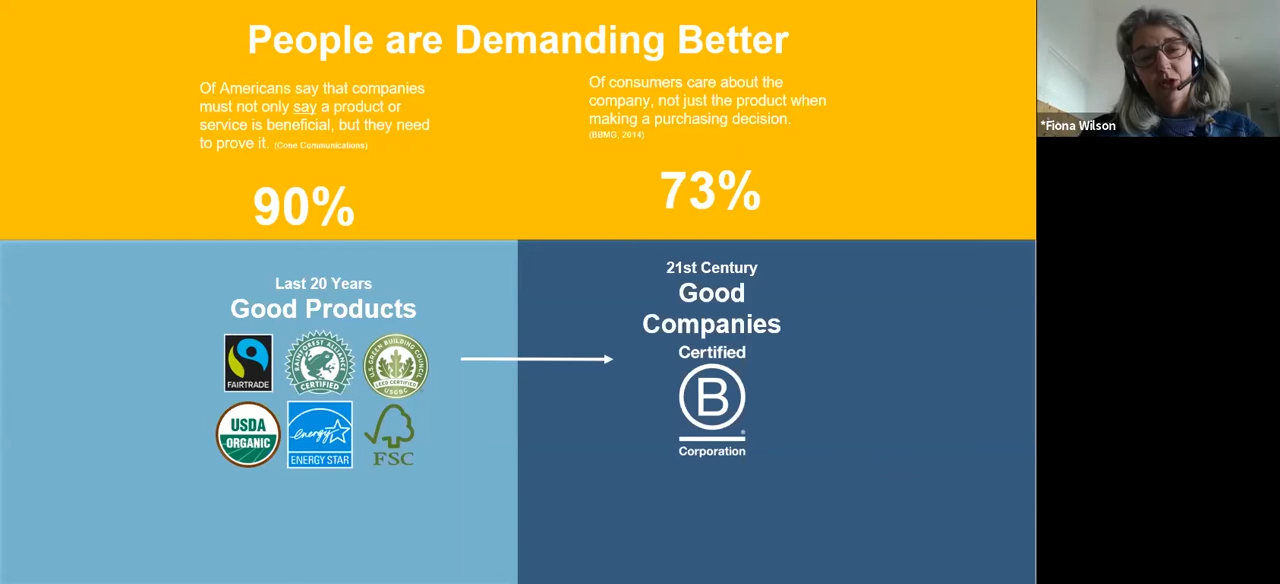 People are Demanding Better
Of Americans say that companies
must not only say a product or
service is beneficial, but they need
to prove it. (Cone Communications)
90%
Of consumers care about the
company, not just the product when
making a purchasing decision.
(BBMG, 2014)
73%
Last 20 Years
Good Products
FAIRTRADE
RAINFOREST ALLIANCE
CERTIFIED
U.S. GREEN BUILDING COUNCIL
LEED CERTIFIED
USGBC
USDA
ORGANIC
energy
ENERGY STAR
FSC
21st Century
Good
Companies
Certified
B
®
Corporation
*Fiona Wilson